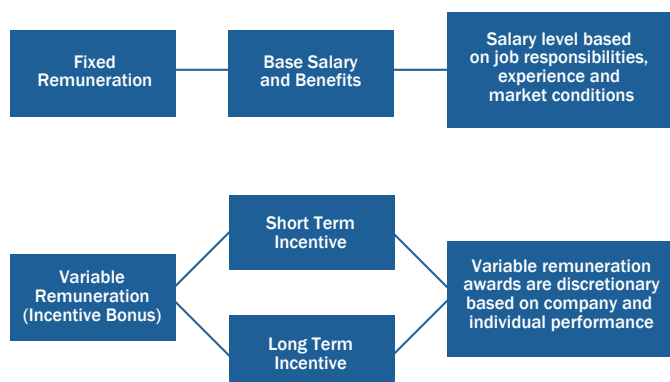 Fixed
Remuneration
Base Salary
and Benefits
Salary level based
on job responsibilities,
experience and
market conditions
Variable
Remuneration
(Incentive Bonus)
Short Term
Incentive
Long Term
Incentive
Variable remuneration
awards are discretionary
based on company and
individual performance